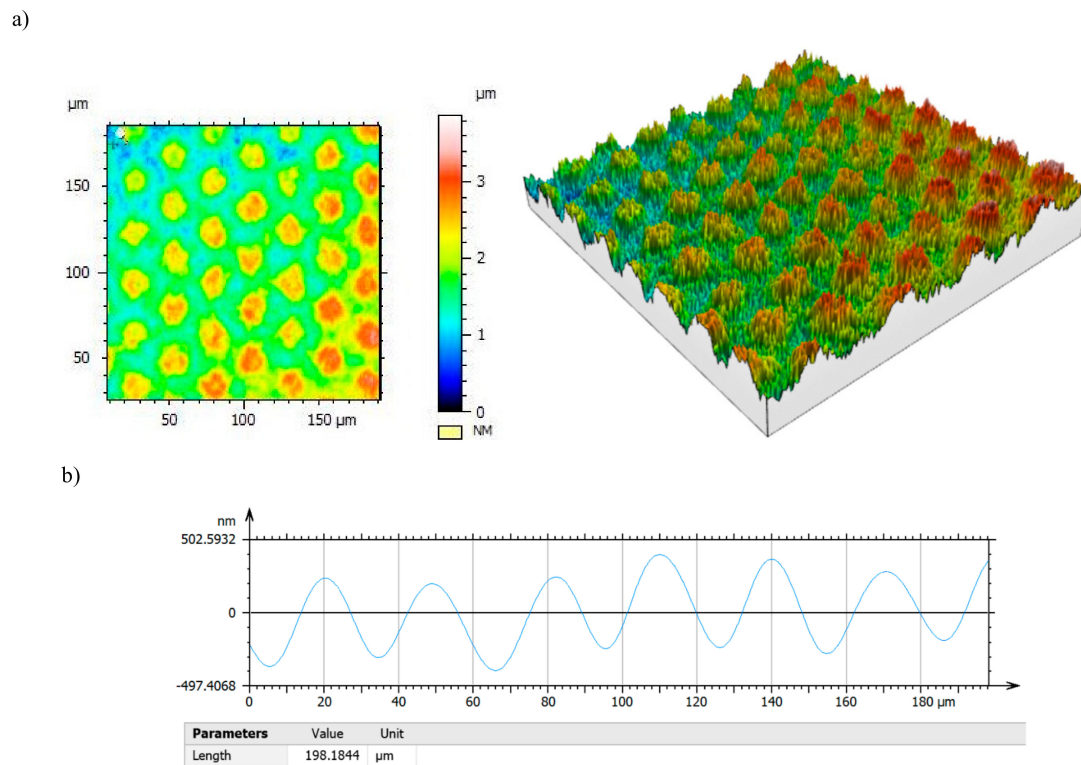 a)
µm
150
100
50
50 100 150 µm
µm
3
2
1
0
NM
b)
nm
502.5932
0
-497.4068
0 20 40 60 80 100 120 140 160 180 µm
Parameters Value Unit
Length 198.1844 µm